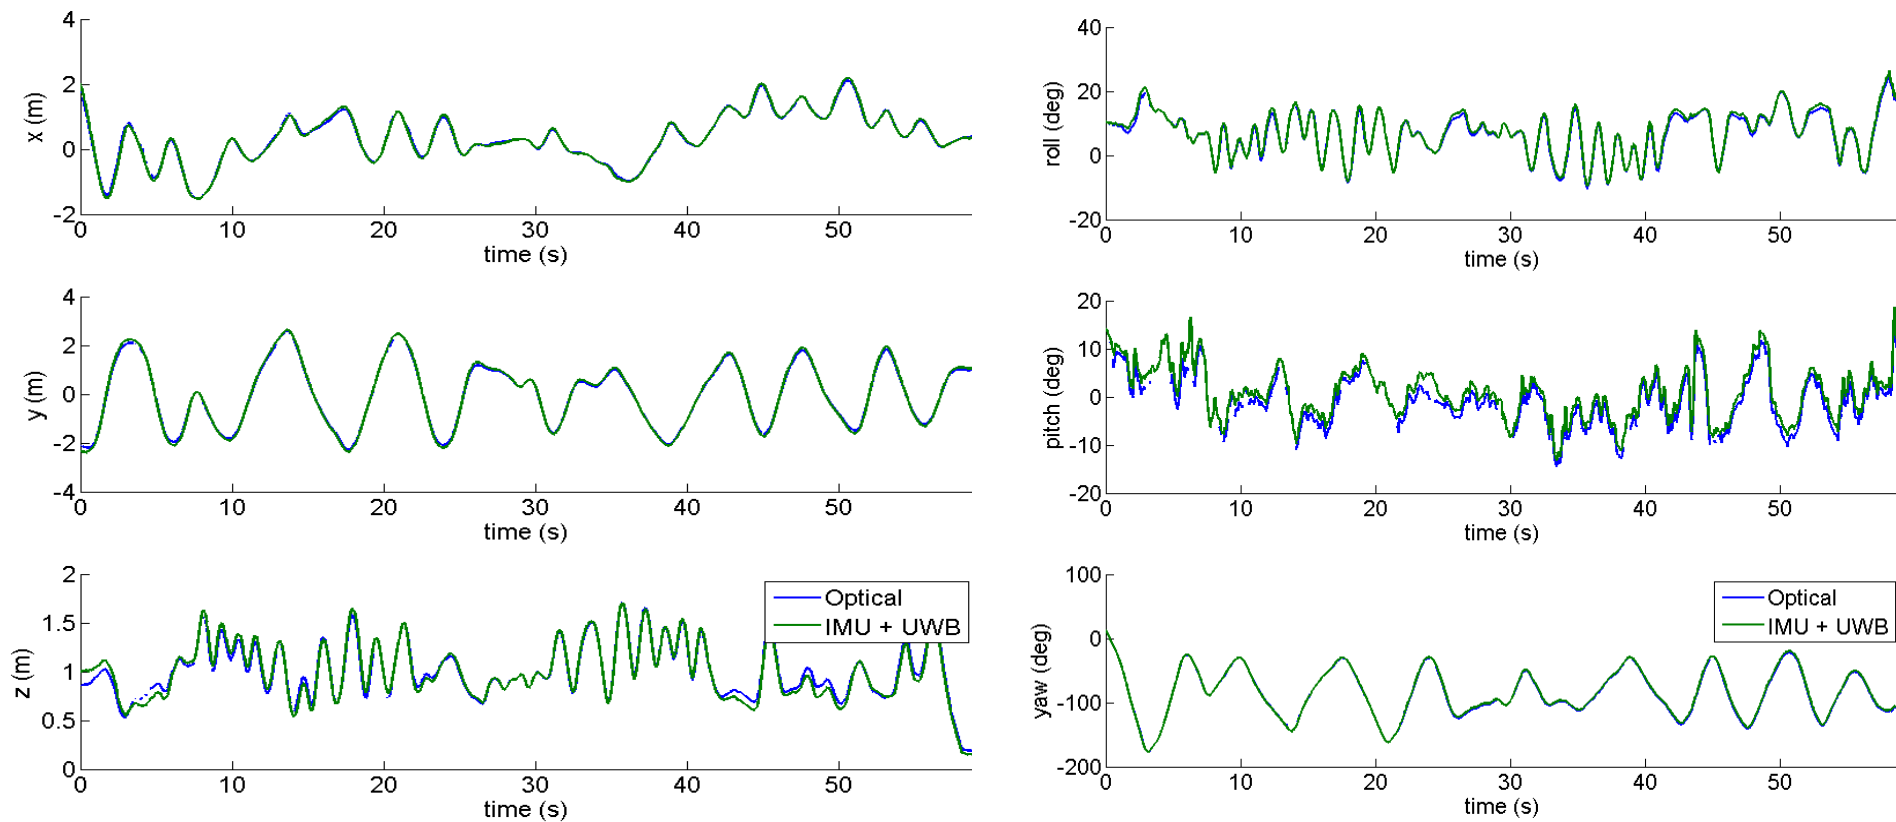 4
2
0
-2
x (m)
0 10 20 30 40 50
time (s)
4
2
0
-2
-4
y (m)
0 10 20 30 40 50
time (s)
2
1.5
1
0.5
0
z (m)
Optical
IMU + UWB
0 10 20 30 40 50
time (s)
40
20
0
-20
roll (deg)
0 10 20 30 40 50
time (s)
20
10
0
-10
-20
pitch (deg)
0 10 20 30 40 50
time (s)
100
0
-100
-200
yaw (deg)
Optical
IMU + UWB
0 10 20 30 40 50
time (s)